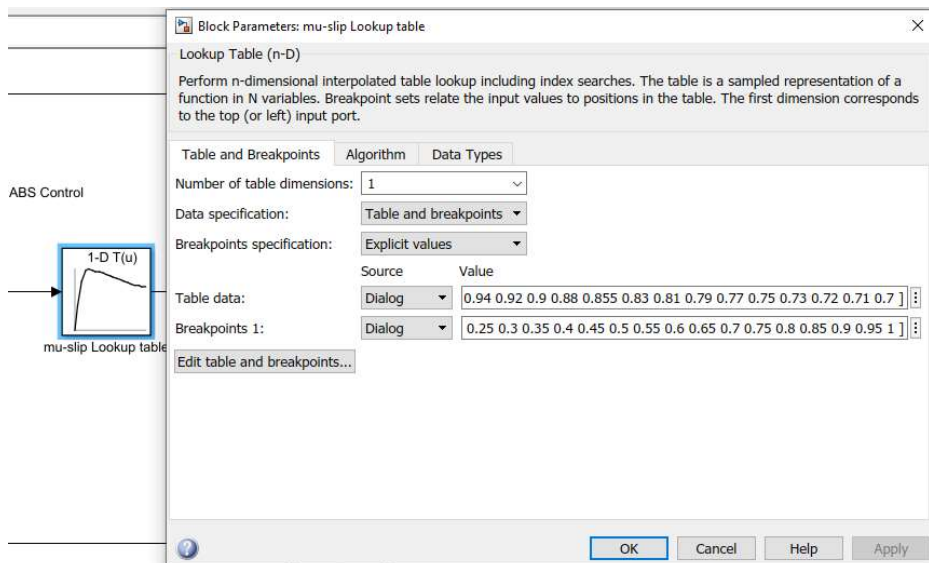 Block Parameters: mu-slip Lookup table
Lookup Table (n-D)
Perform n-dimensional interpolated table lookup including index searches. The table is a sampled representation of a
function in N variables. Breakpoint sets relate the input values to positions in the table. The first dimension corresponds
to the top (or left) input port.
Table and Breakpoints Algorithm Data Types
Number of table dimensions: 1
ABS Control
Data specification: Table and breakpoints
Breakpoints specification: Explicit values
1-D T(u)
Source Value
Table data: Dialog 0.94 0.92 0.9 0.88 0.855 0.83 0.81 0.79 0.77 0.75 0.73 0.72 0.71 0.7 ]
Breakpoints 1: Dialog 0.25 0.3 0.35 0.4 0.45 0.5 0.55 0.6 0.65 0.7 0.75 0.8 0.85 0.9 0.95 1 ]
mu-slip Lookup table
Edit table and breakpoints...
OK Cancel Help Apply